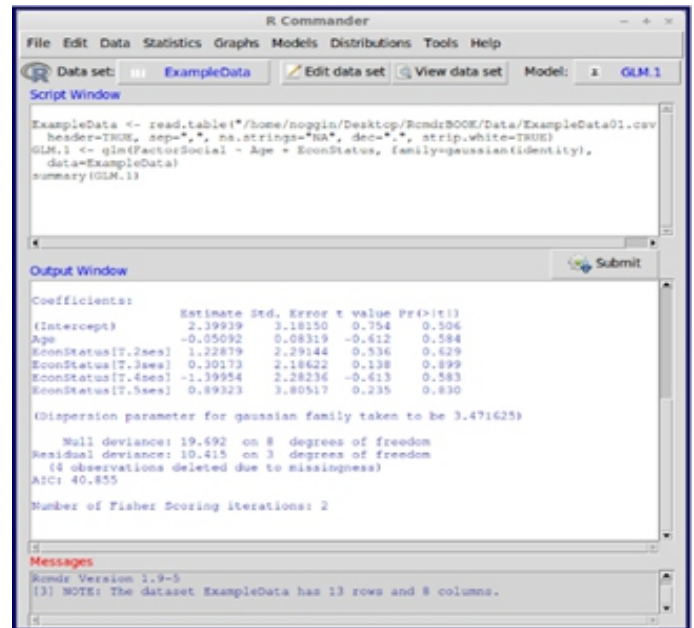 R Commander
File Edit Data Statistics Graphs Models Distributions Tools Help
Data set: ExampleData Edit data set View data set Model: Σ GLM.1
Script Window
ExampleData <- read.table("/home/noggin/Desktop/RcmdrBOOK/Data/ExampleData01.csv
header=TRUE, sep=",", na.strings="NA", dec=".", strip.white=TRUE)
GLM.1 <- glm(FactorSocial ~ Age + EconStatus, family=gaussian(identity),
data=ExampleData)
summary(GLM.1)
Submit
Output Window
Coefficients:
Estimate Std. Error t value Pr(>|t|)
(Intercept) 2.39939 3.18150 0.754 0.506
Age -0.05092 0.08319 -0.612 0.584
EconStatus[T.2ses] 1.22879 2.29144 0.536 0.629
EconStatus[T.3ses] 0.30173 2.18622 0.138 0.899
EconStatus[T.4ses] -1.39954 2.28236 -0.613 0.583
EconStatus[T.5ses] 0.89323 3.80517 0.235 0.830
(Dispersion parameter for gaussian family taken to be 3.471625)
Null deviance: 19.692 on 8 degrees of freedom
Residual deviance: 10.415 on 3 degrees of freedom
(4 observations deleted due to missingness)
AIC: 40.855
Number of Fisher Scoring iterations: 2
Messages
Rcmdr Version 1.9-5
[3] NOTE: The dataset ExampleData has 13 rows and 8 columns.